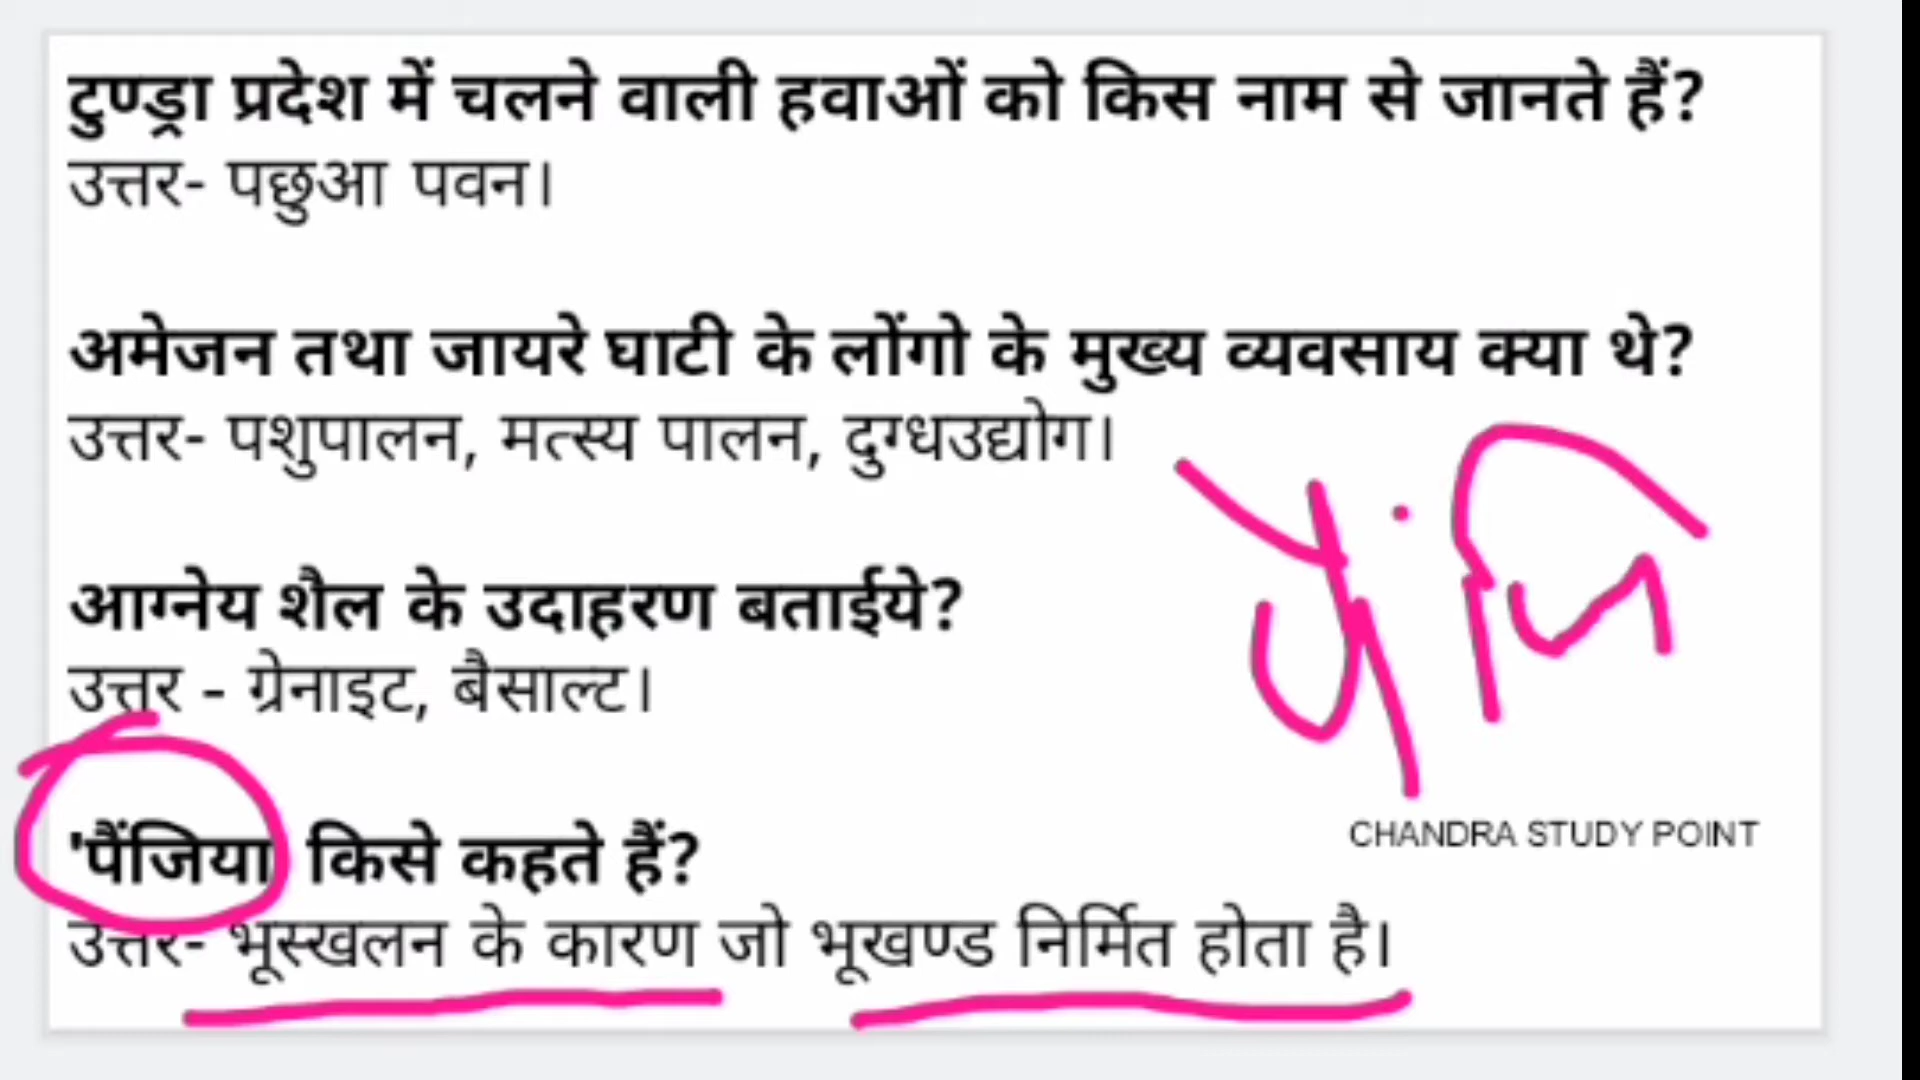 टुण्ड्रा प्रदेश में चलने वाली हवाओं को किस नाम से जानते हैं?
उत्तर- पछुआ पवन।
अमेजन तथा जायरे घाटी के लोंगो के मुख्य व्यवसाय क्या थे?
उत्तर- पशुपालन, मत्स्य पालन, दुग्धउद्योग।
आग्नेय शैल के उदाहरण बताईये?
उत्तर - ग्रेनाइट, बैसाल्ट।
पैंजि
CHANDRA STUDY POINT
'पैंजिया किसे कहते हैं?
उत्तर- भूस्खलन के कारण जो भूखण्ड निर्मित होता है।